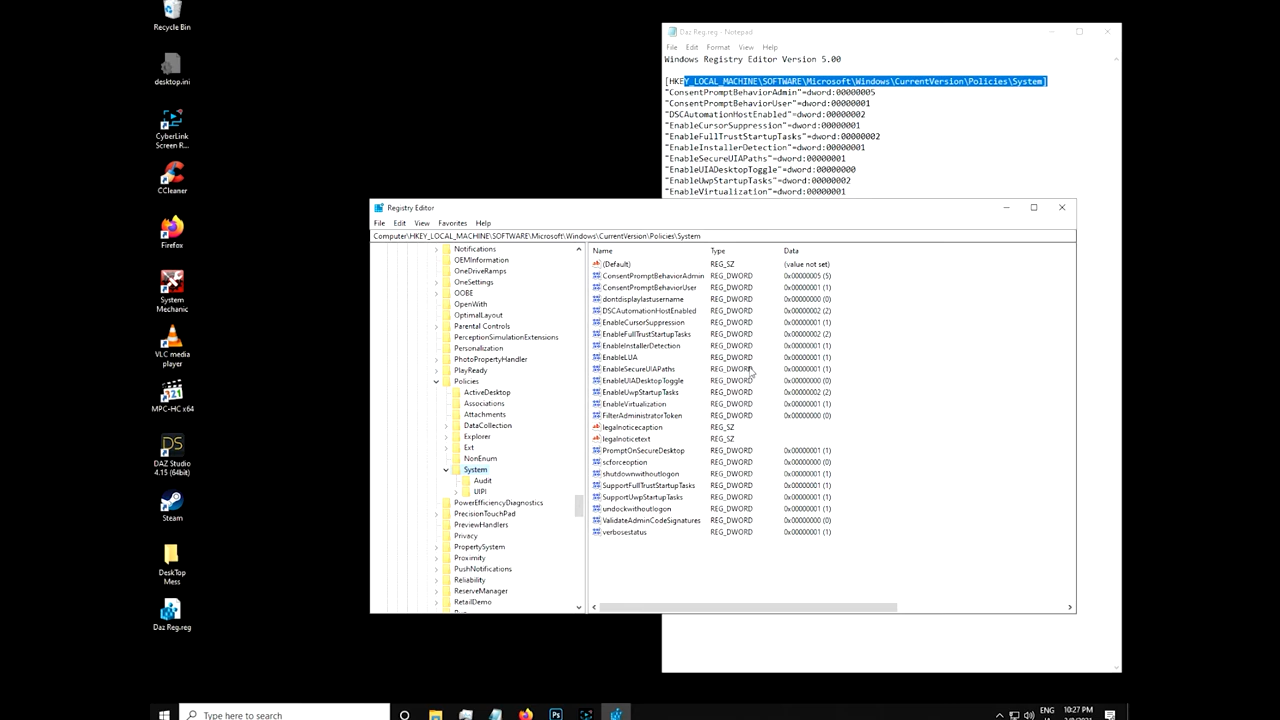 Recycle Bin
desktop.ini
CyberLink
Screen R...
CCleaner
Firefox
System
Mechanic
VLC media
player
MPC-HC x64
DAZ Studio
4.15 (64bit)
Steam
DeskTop
Mess
Daz Reg.reg
Daz Reg.reg - Notepad
File Edit Format View Help
Windows Registry Editor Version 5.00
[HKEY_LOCAL_MACHINE\SOFTWARE\Microsoft\Windows\CurrentVersion\Policies\System]
"ConsentPromptBehaviorAdmin"=dword:00000005
"ConsentPromptBehaviorUser"=dword:00000001
"DSCAutomationHostEnabled"=dword:00000002
"EnableCursorSuppression"=dword:00000001
"EnableFullTrustStartupTasks"=dword:00000002
"EnableInstallerDetection"=dword:00000001
"EnableSecureUIAPaths"=dword:00000001
"EnableUIADesktopToggle"=dword:00000000
"EnableUwpStartupTasks"=dword:00000002
"EnableVirtualization"=dword:00000001
Registry Editor
File Edit View Favorites Help
Computer\HKEY_LOCAL_MACHINE\SOFTWARE\Microsoft\Windows\CurrentVersion\Policies\System
Notifications
OEMInformation
OneDriveRamps
OneSettings
OOBE
OpenWith
OptimalLayout
Parental Controls
PerceptionSimulationExtensions
Personalization
PhotoPropertyHandler
PlayReady
Policies
ActiveDesktop
Associations
Attachments
DataCollection
Explorer
Ext
NonEnum
System
Audit
UIPI
PowerEfficiencyDiagnostics
PrecisionTouchPad
PreviewHandlers
Privacy
PropertySystem
Proximity
PushNotifications
Reliability
ReserveManager
RetailDemo
Name Type Data
(Default) REG_SZ (value not set)
ConsentPromptBehaviorAdmin REG_DWORD 0x00000005 (5)
ConsentPromptBehaviorUser REG_DWORD 0x00000001 (1)
dontdisplaylastusername REG_DWORD 0x00000000 (0)
DSCAutomationHostEnabled REG_DWORD 0x00000002 (2)
EnableCursorSuppression REG_DWORD 0x00000001 (1)
EnableFullTrustStartupTasks REG_DWORD 0x00000002 (2)
EnableInstallerDetection REG_DWORD 0x00000001 (1)
EnableLUA REG_DWORD 0x00000001 (1)
EnableSecureUIAPaths REG_DWORD 0x00000001 (1)
EnableUIADesktopToggle REG_DWORD 0x00000000 (0)
EnableUwpStartupTasks REG_DWORD 0x00000002 (2)
EnableVirtualization REG_DWORD 0x00000001 (1)
FilterAdministratorToken REG_DWORD 0x00000000 (0)
legalnoticecaption REG_SZ
legalnoticetext REG_SZ
PromptOnSecureDesktop REG_DWORD 0x00000001 (1)
scforceoption REG_DWORD 0x00000000 (0)
shutdownwithoutlogon REG_DWORD 0x00000001 (1)
SupportFullTrustStartupTasks REG_DWORD 0x00000001 (1)
SupportUwpStartupTasks REG_DWORD 0x00000001 (1)
undockwithoutlogon REG_DWORD 0x00000001 (1)
ValidateAdminCodeSignatures REG_DWORD 0x00000000 (0)
verbosestatus REG_DWORD 0x00000001 (1)
Type here to search
Ps
ENG
10:27 PM